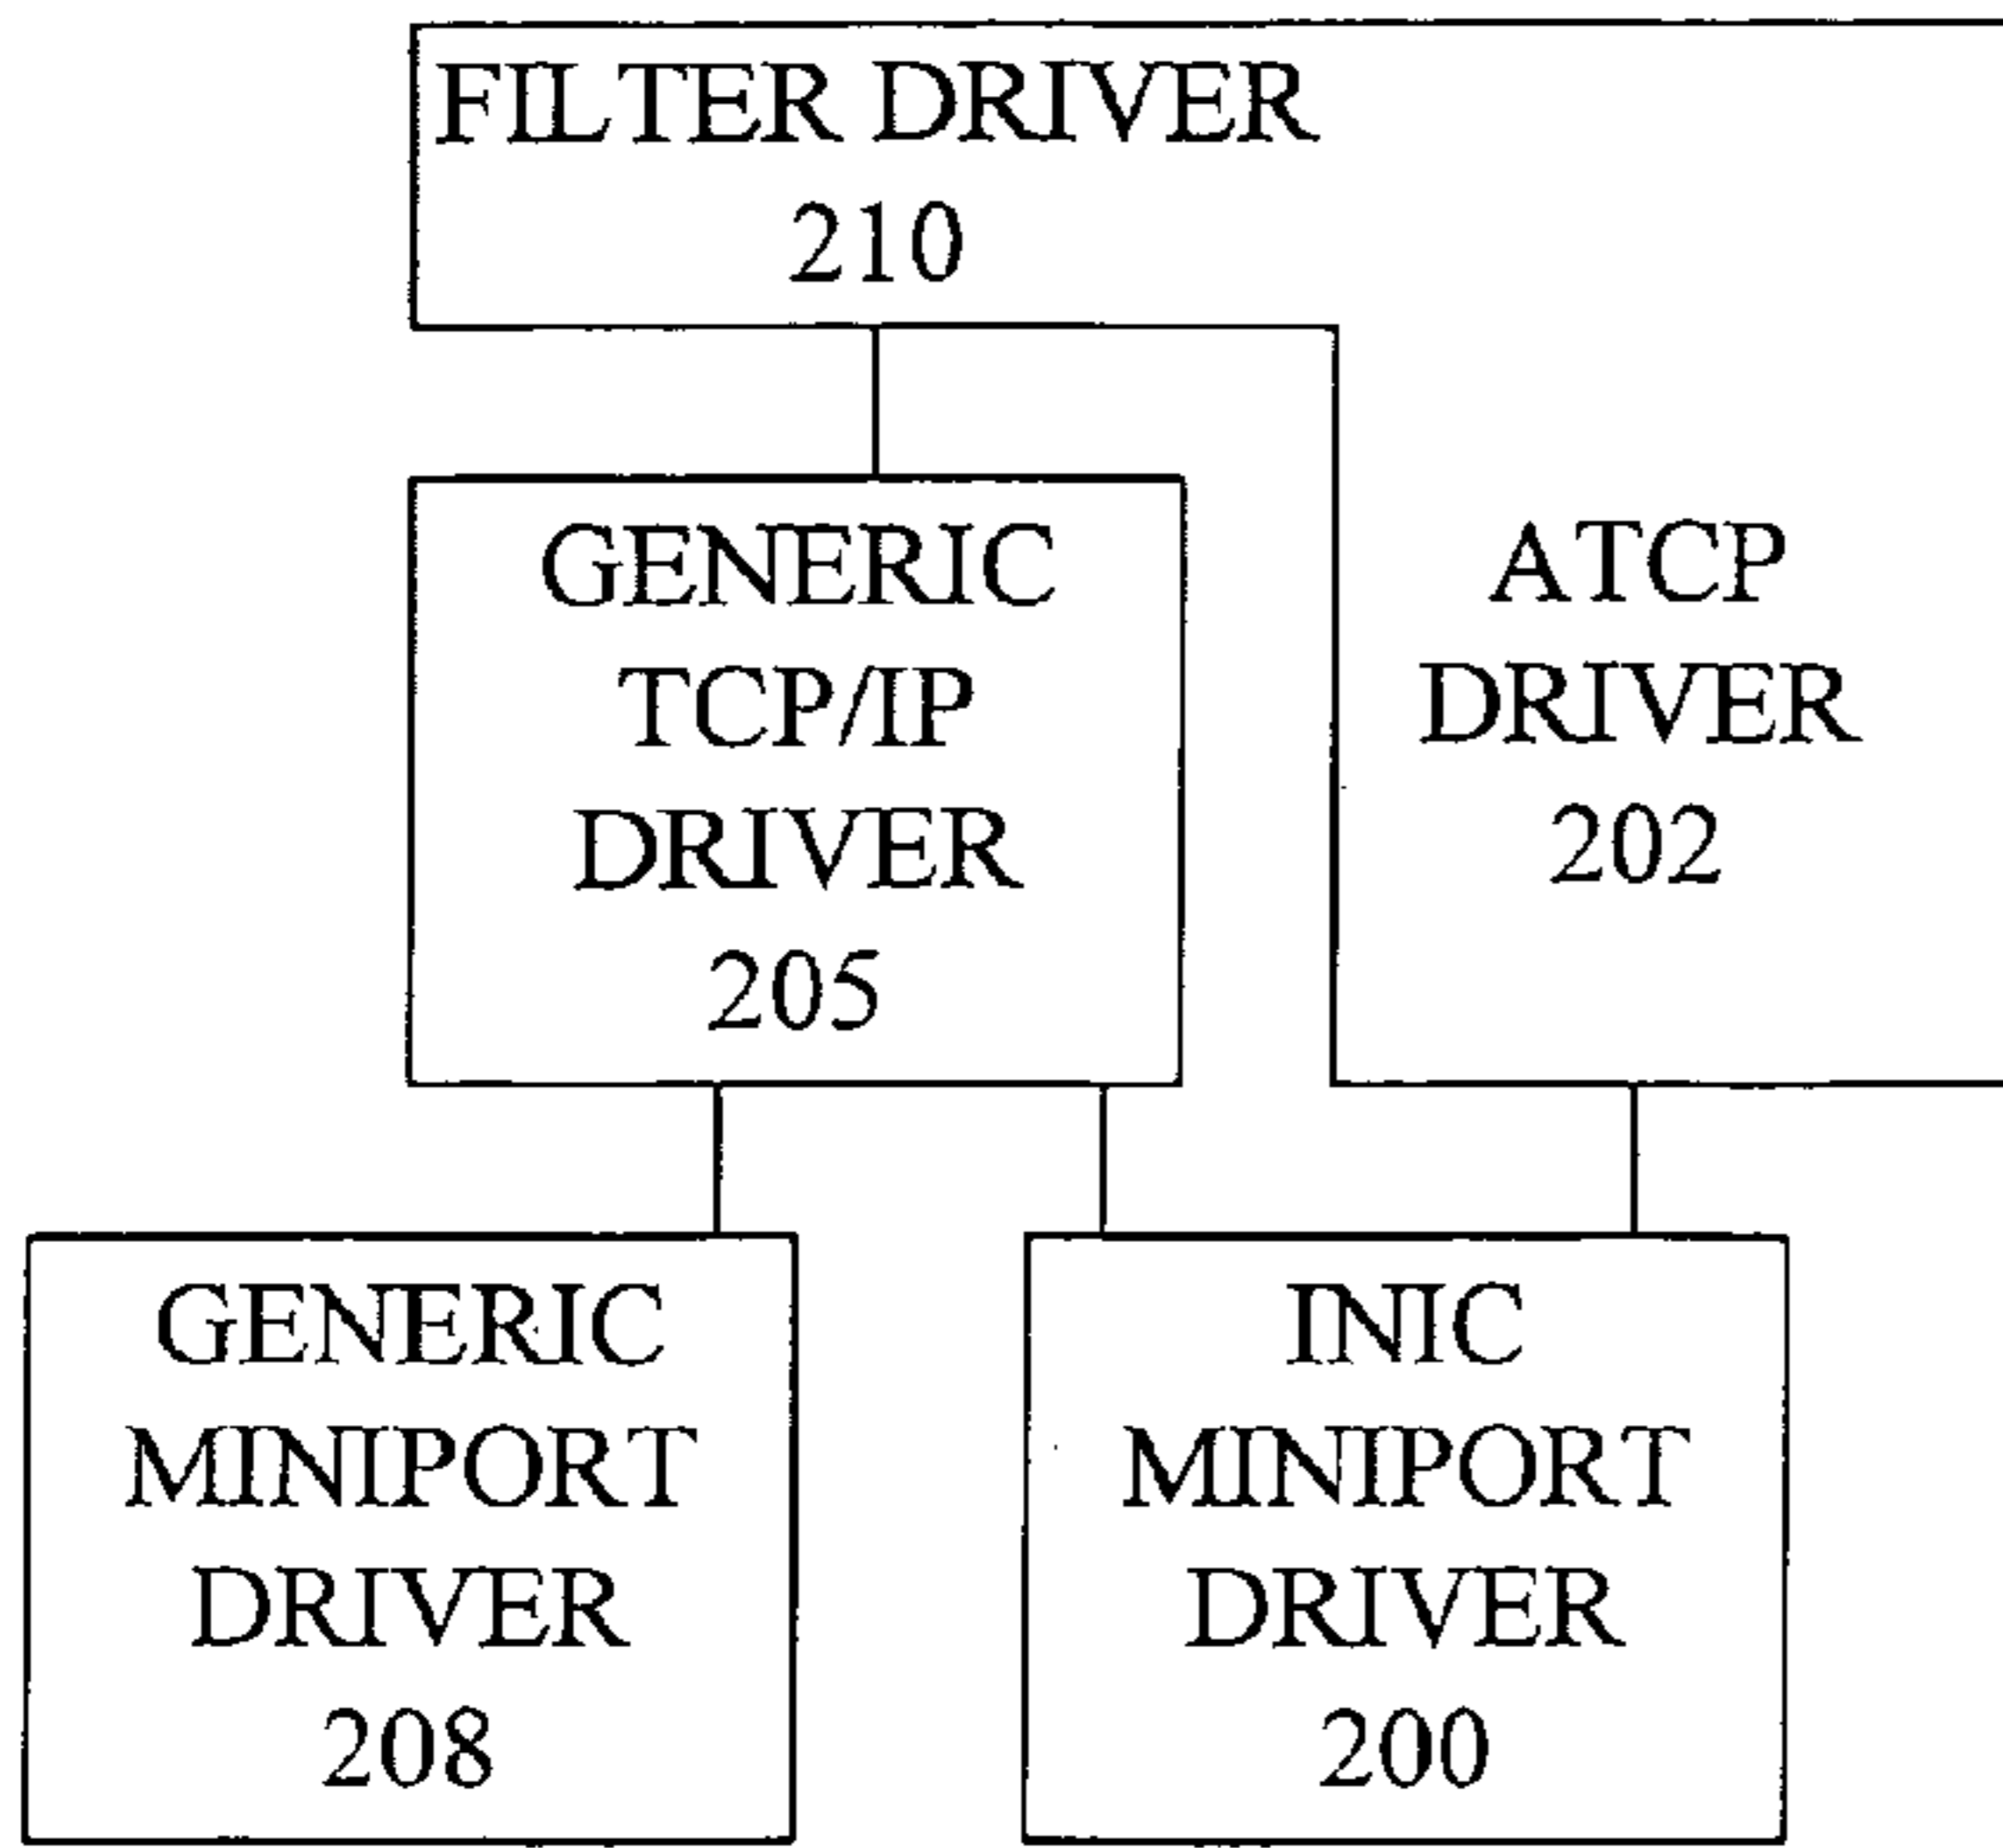 FILTER DRIVER
210
GENERIC
TCP/IP
DRIVER
205
ATCP
DRIVER
202
GENERIC
MINIPORT
DRIVER
208
INIC
MINIPORT
DRIVER
200